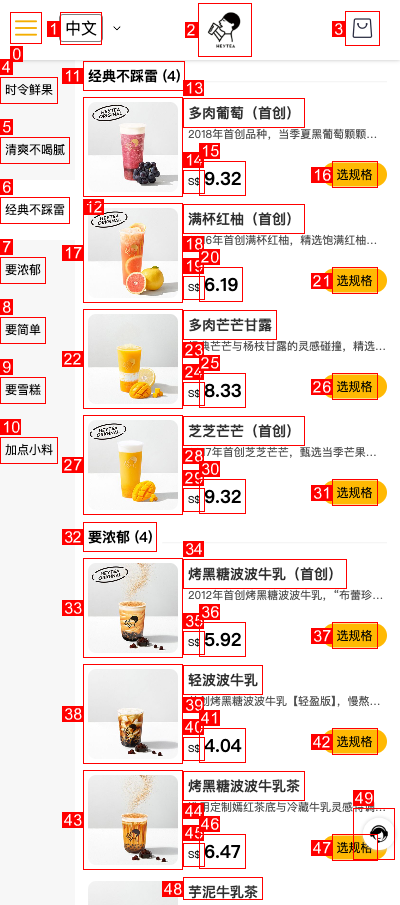 中文
HEYTEA
时令鲜果
清爽不喝腻
经典不踩雷
要浓郁
要简单
要雪糕
加点小料
经典不踩雷 (4)
HEYTEA ORIGINAL
多肉葡萄（首创）
2018年首创品种，当季夏黑葡萄颗颗...
S$ 9.32
选规格
HEYTEA ORIGINAL
满杯红柚（首创）
6年首创满杯红柚，精选饱满红柚...
S$ 6.19
选规格
多肉芒芒甘露
典芒芒与杨枝甘露的灵感碰撞，精选...
S$ 8.33
选规格
HEYTEA ORIGINAL
芝芝芒芒（首创）
7年首创芝芝芒芒，甄选当季芒果...
S$ 9.32
选规格
要浓郁 (4)
HEYTEA ORIGINAL
烤黑糖波波牛乳（首创）
2012年首创烤黑糖波波牛乳，“布蕾珍...
S$ 5.92
选规格
轻波波牛乳
创烤黑糖波波牛乳【轻盈版】，慢熬...
S$ 4.04
选规格
烤黑糖波波牛乳茶
用定制嫣红茶底与冷藏牛乳灵感
S$ 6.47
选规格
芋泥牛乳茶
0
1
2
3
4
5
6
7
8
9
10
11
12
13
14
15
16
17
18
19
20
21
22
23
24
25
26
27
28
29
30
31
32
33
34
35
36
37
38
39
40
41
42
43
44
45
46
47
48
49